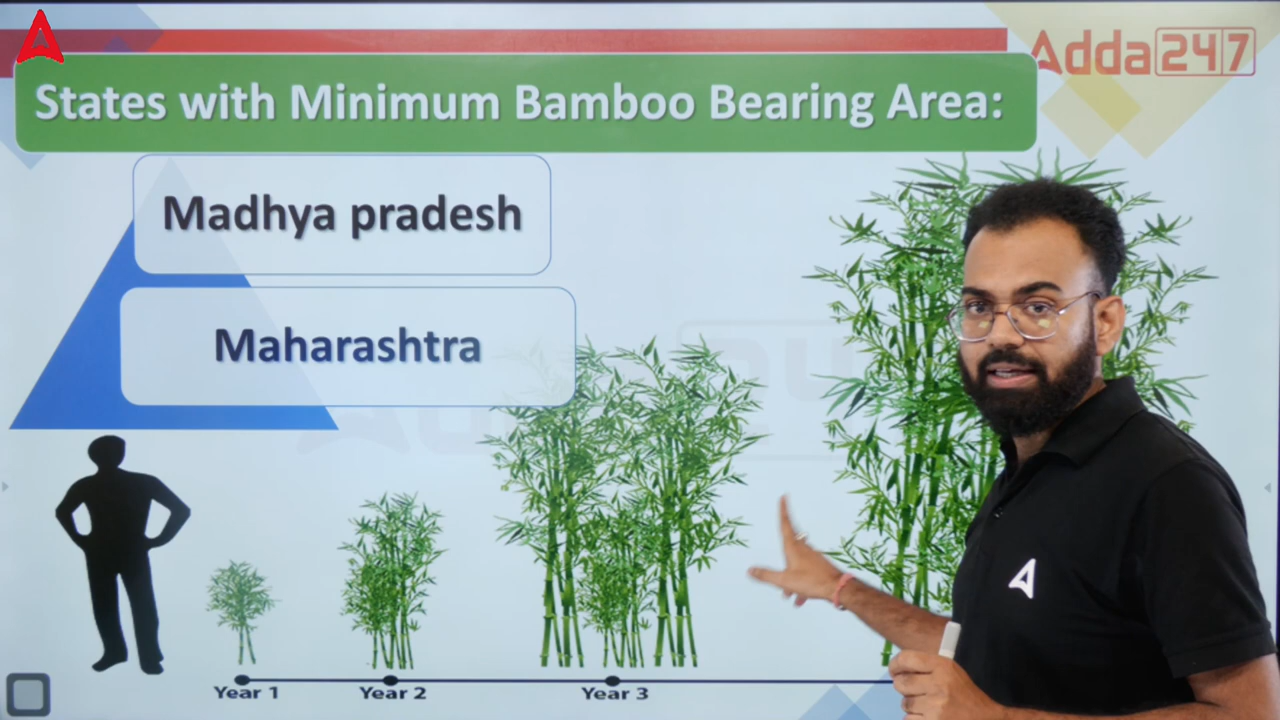 Adda247
States with Minimum Bamboo Bearing Area:
Madhya pradesh
Maharashtra
Year 1
Year 2
Year 3